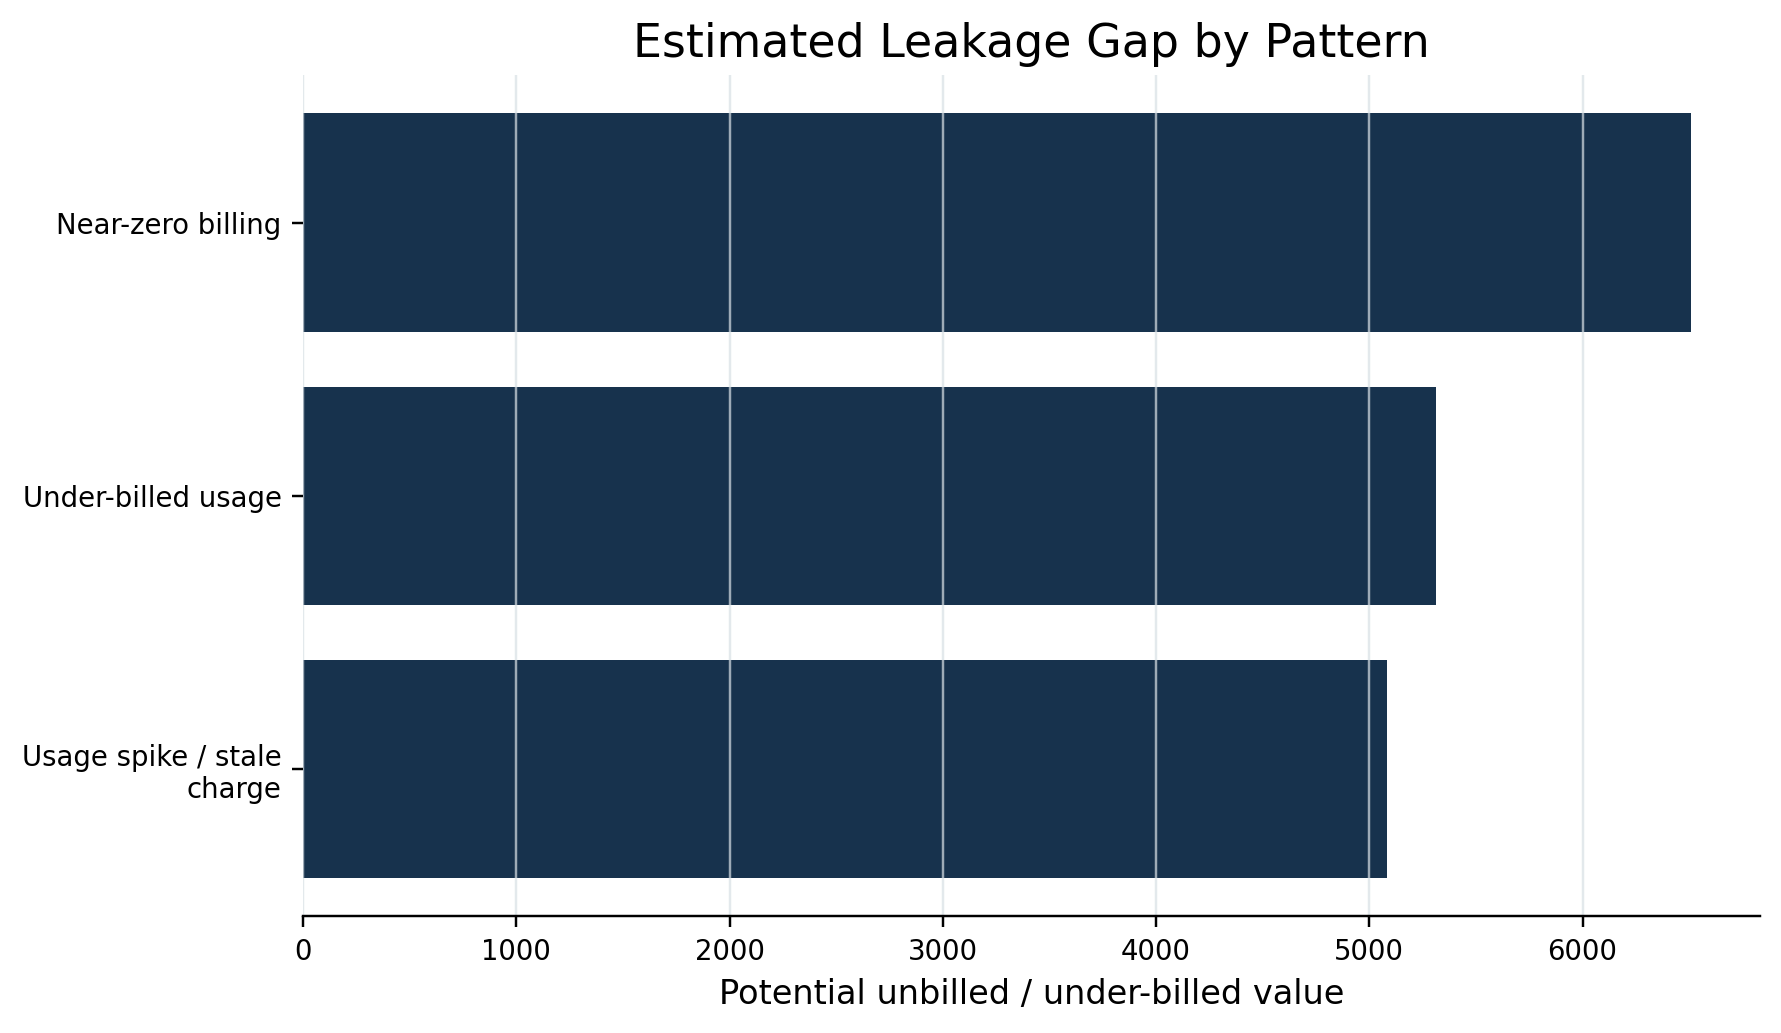 Estimated Leakage Gap by Pattern
Near-zero billing
Under-billed usage
Usage spike / stale
charge
0 1000 2000 3000 4000 5000 6000
Potential unbilled / under-billed value